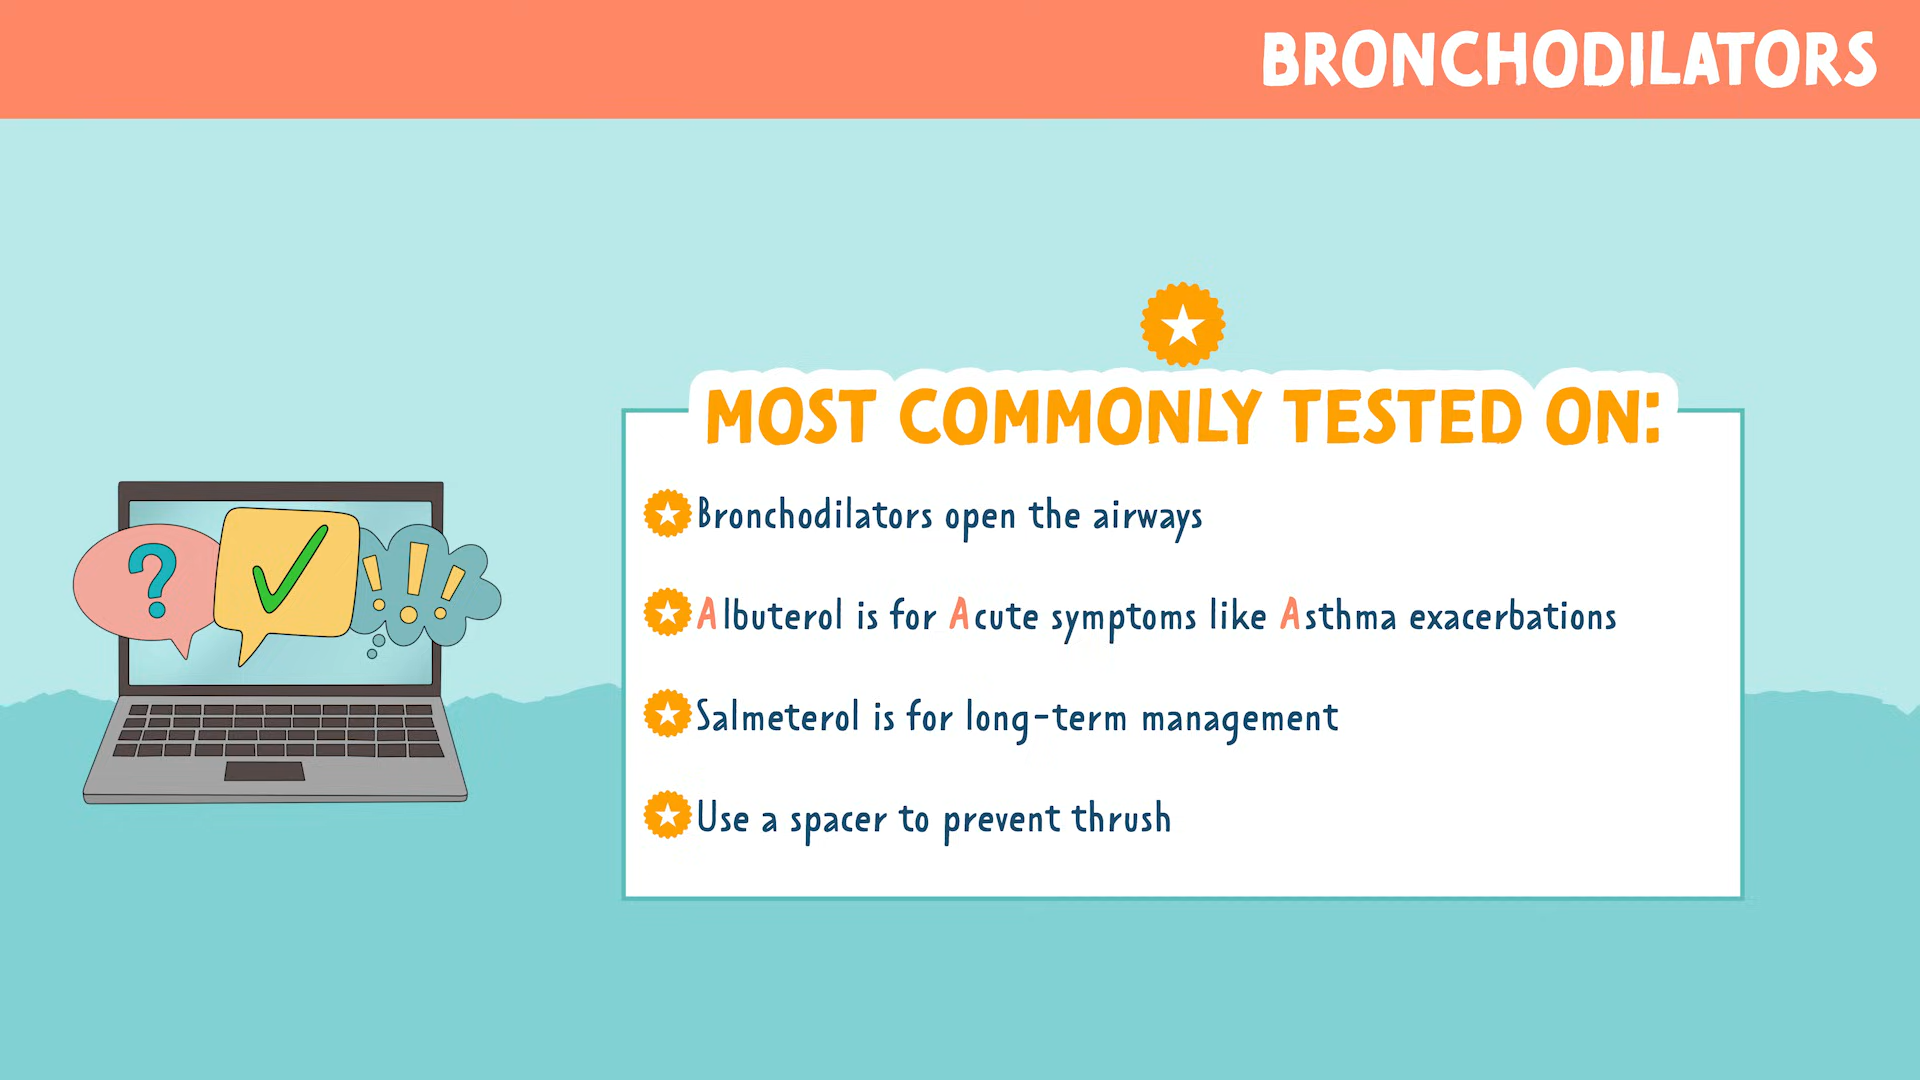 BRONCHODILATORS
MOST COMMONLY TESTED ON:
Bronchodilators open the airways
Albuterol is for Acute symptoms like Asthma exacerbations
Salmeterol is for long-term management
Use a spacer to prevent thrush
? ✓ !!!